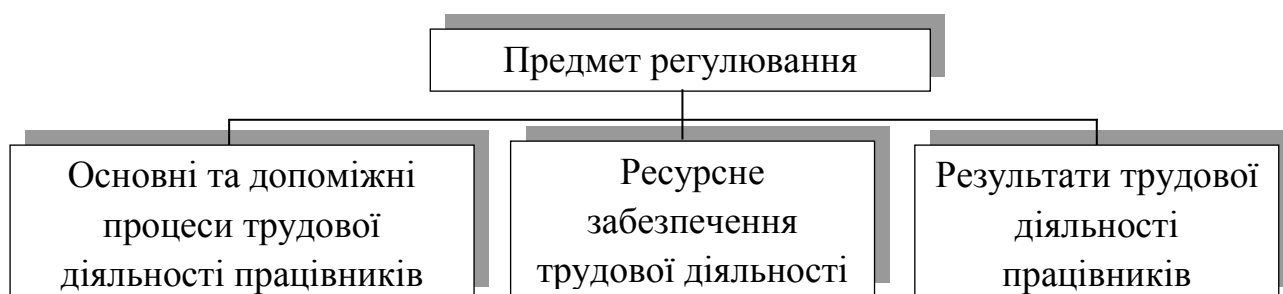 Предмет регулювання
Основні та допоміжні
процеси трудової
діяльності працівників
Ресурсне
забезпечення
трудової діяльності
Результати трудової
діяльності
працівників